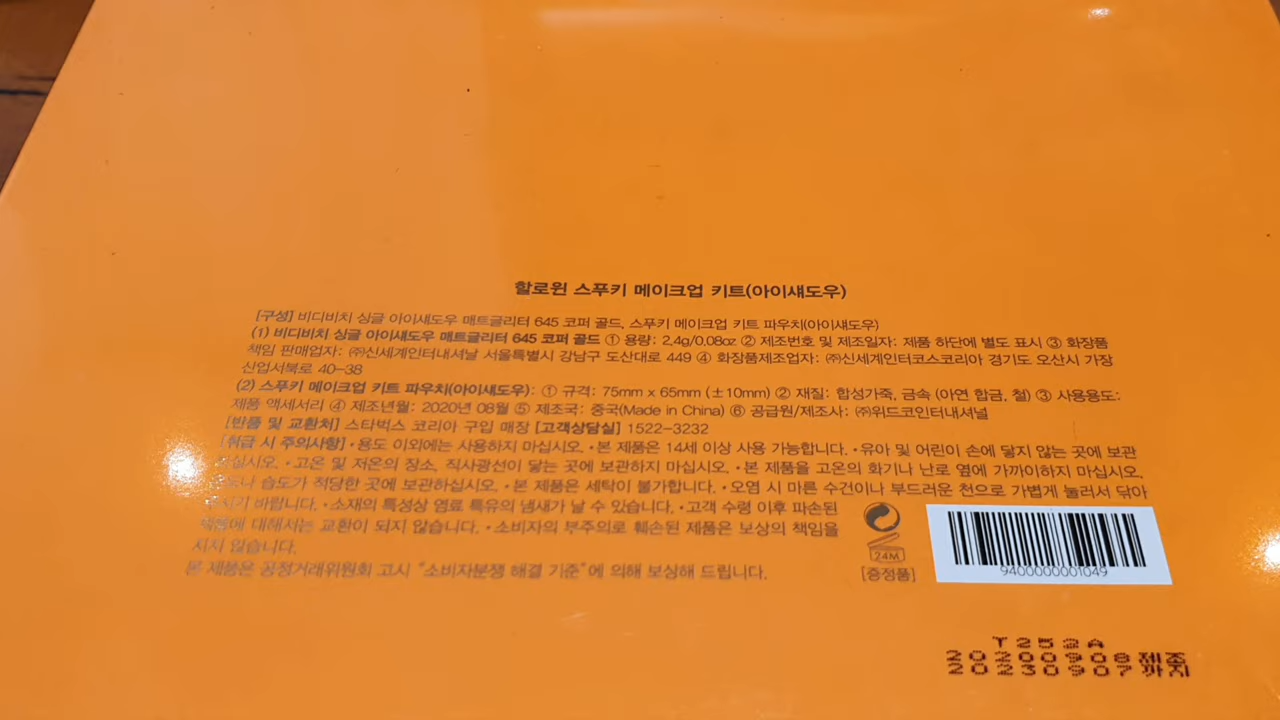 할로윈 스푸키 메이크업 키트(아이섀도우)
[구성] 비디비치 싱글 아이섀도우 매트글리터 645 코퍼 골드, 스푸키 메이크업 키트 파우치(아이섀도우)
(1) 비디비치 싱글 아이섀도우 매트글리터 645 코퍼 골드 ① 용량: 2.4g/0.08oz ② 제조번호 및 제조일자: 제품 하단에 별도 표시 ③ 화장품
책임 판매업자: ㈜신세계인터내셔날 서울특별시 강남구 도산대로 449 ④ 화장품제조업자: ㈜신세계인터코스코리아 경기도 오산시 가장
산업서북로 40-38
(2) 스푸키 메이크업 키트 파우치(아이섀도우): ① 규격: 75mm x 65mm (±10mm) ② 재질: 합성가죽, 금속 (아연 합금, 철) ③ 사용용도:
제품 액세서리 ④ 제조년월: 2020년 08월 ⑤ 제조국: 중국(Made in China) ⑥ 공급원/제조사: ㈜위드코인터내셔널
[반품 및 교환처] 스타벅스 코리아 구입 매장 [고객상담실] 1522-3232
[취급 시 주의사항] • 용도 이외에는 사용하지 마십시오. • 본 제품은 14세 이상 사용 가능합니다. • 유아 및 어린이 손에 닿지 않는 곳에 보관
• 고온 및 저온의 장소, 직사광선이 닿는 곳에 보관하지 마십시오. • 본 제품을 고온의 화기나 난로 옆에 가까이하지 마십시오.
습도가 적당한 곳에 보관하십시오. • 본 제품은 세탁이 불가합니다. • 오염 시 마른 수건이나 부드러운 천으로 가볍게 눌러서 닦아
바랍니다. • 소재의 특성상 염료 특유의 냄새가 날 수 있습니다. • 고객 수령 이후 파손된
대해서는 교환이 되지 않습니다. • 소비자의 부주의로 훼손된 제품은 보상의 책임을
지지 않습니다.
본 제품은 공정거래위원회 고시 "소비자분쟁 해결 기준"에 의해 보상해 드립니다.
24M
[증정품]
9400000001049
T252A
20200908제조
20230907까지